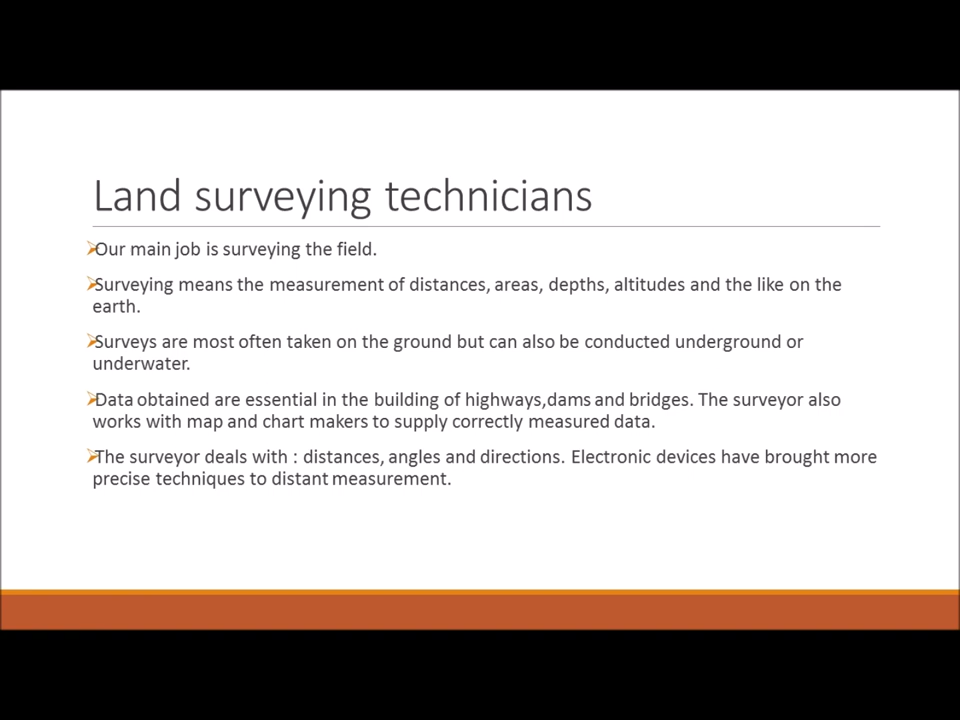 Land surveying technicians
Our main job is surveying the field.
Surveying means the measurement of distances, areas, depths, altitudes and the like on the
earth.
Surveys are most often taken on the ground but can also be conducted underground or
underwater.
Data obtained are essential in the building of highways,dams and bridges. The surveyor also
works with map and chart makers to supply correctly measured data.
The surveyor deals with : distances, angles and directions. Electronic devices have brought more
precise techniques to distant measurement.